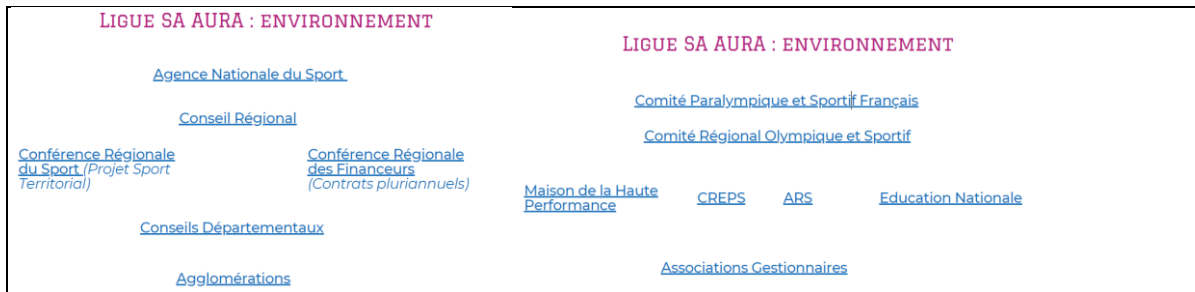 LIGUE SA AURA : ENVIRONNEMENT
Agence Nationale du Sport
Conseil Régional
Conférence Régionale
du Sport (Projet Sport
Territorial)
Conférence Régionale
des Financeurs
(Contrats pluriannuels)
Conseils Départementaux
Agglomérations
LIGUE SA AURA : ENVIRONNEMENT
Comité Paralympique et Sportif Français
Comité Régional Olympique et Sportif
Maison de la Haute
Performance
CREPS
ARS
Education Nationale
Associations Gestionnaires